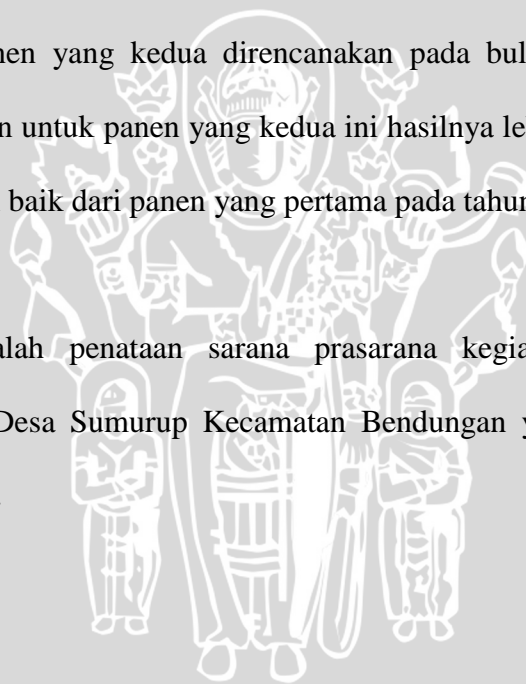 nen yang kedua direncanakan pada bul
n untuk panen yang kedua ini hasilnya le
baik dari panen yang pertama pada tahun
alah penataan sarana prasarana kegia
Desa Sumurup Kecamatan Bendungan y